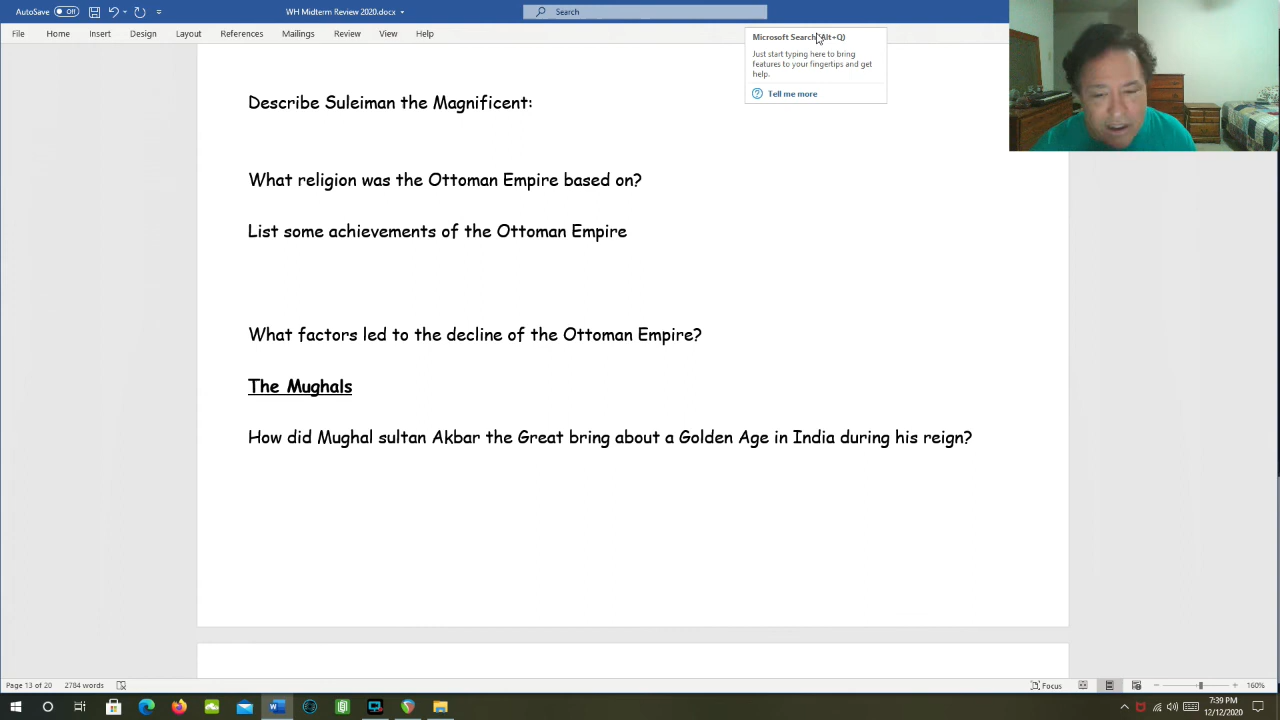 AutoSave Off WH Midterm Review 2020.docx Search
File Home Insert Design Layout References Mailings Review View Help
Microsoft Search (Alt+Q)
Just start typing here to bring
features to your fingertips and get
help.
Tell me more
Describe Suleiman the Magnificent:
What religion was the Ottoman Empire based on?
List some achievements of the Ottoman Empire
What factors led to the decline of the Ottoman Empire?
The Mughals
How did Mughal sultan Akbar the Great bring about a Golden Age in India during his reign?
Page 13 of 20 2784 words Focus 160%
7:39 PM
12/12/2020